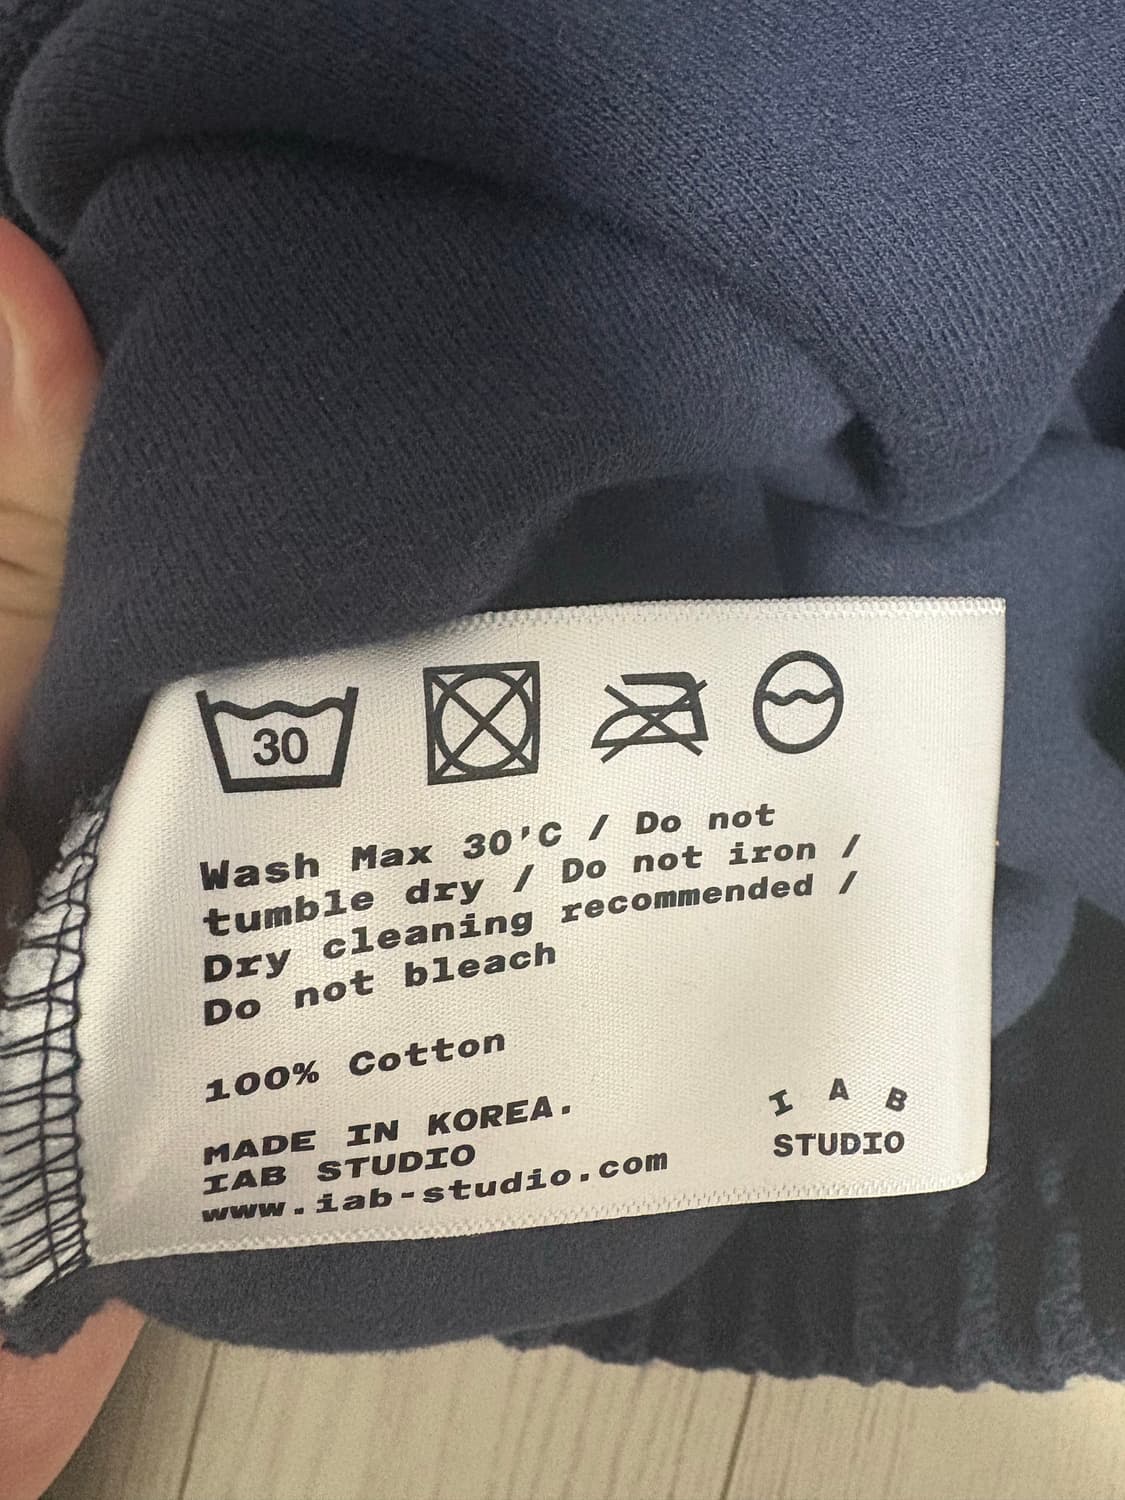 30
Wash Max 30'C / Do not
tumble dry / Do not iron /
Dry cleaning recommended /
Do not bleach
100% Cotton
MADE IN KOREA.
IAB STUDIO
www.iab-studio.com
I A B
STUDIO